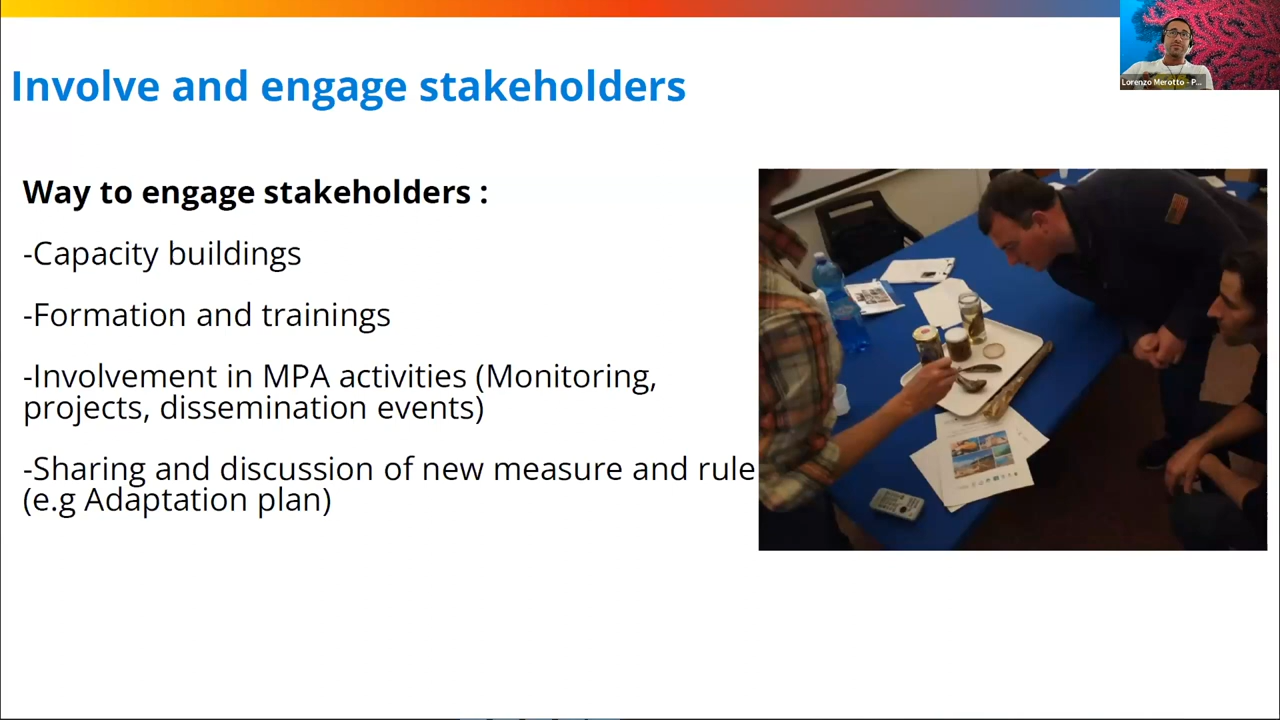 Involve and engage stakeholders
Lorenzo Merotto - P...
Way to engage stakeholders :
-Capacity buildings
-Formation and trainings
-Involvement in MPA activities (Monitoring,
projects, dissemination events)
-Sharing and discussion of new measure and rule
(e.g Adaptation plan)